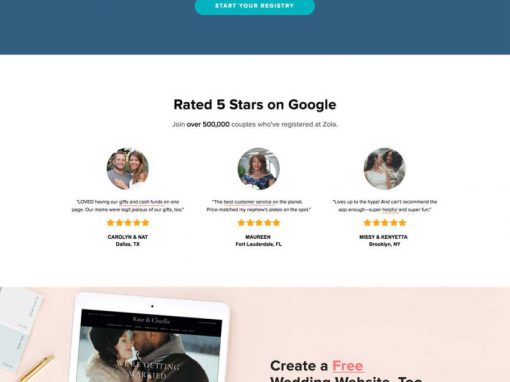 START YOUR REGISTRY
Rated 5 Stars on Google
Join over 500,000 couples who've registered at Zola.
"LOVED having our gifts and cash funds on one
page. Our moms were legit jealous of our gifts, too."
CAROLYN & NAT
Dallas, TX
"The best customer service on the planet.
Price-matched my nephew's plates on the spot."
MAUREEN
Fort Lauderdale, FL
"Lives up to the hype! And can't recommend the
app enough—super helpful and super fun."
MISSY & KENYETTA
Brooklyn, NY
Kate & Charlie
WE'RE GETTING
MARRIED
Create a Free
Wedding Website, Too